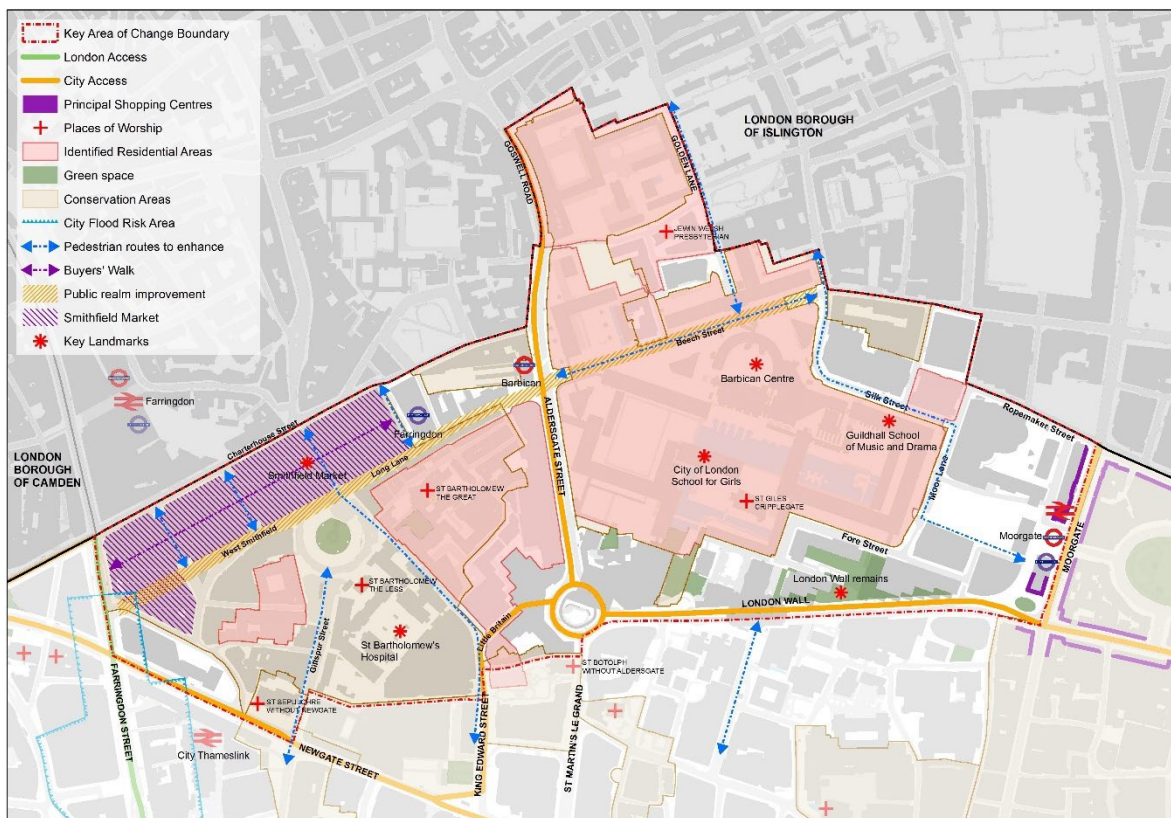 Key Area of Change Boundary
London Access
City Access
Principal Shopping Centres
Places of Worship
Identified Residential Areas
Green space
Conservation Areas
City Flood Risk Area
Pedestrian routes to enhance
Buyers' Walk
Public realm improvement
Smithfield Market
Key Landmarks
LONDON BOROUGH
OF ISLINGTON
GOSWELL ROAD
GOLDEN LANE
JEWIN WELSH
PRESBYTERIAN
Beech Street
Barbican
Barbican Centre
Farringdon
Farringdon
Charterhouse Street
ALDERSGATE STREET
Silk Street
Ropemaker Street
Guildhall School
of Music and Drama
LONDON
BOROUGH
OF CAMDEN
Smithfield Market
Long Lane
City of London
School for Girls
Moor Lane
ST BARTHOLOMEW
THE GREAT
ST GILES
CRIPPLEGATE
West Smithfield
Fore Street
Moorgate
MOORGATE
ST BARTHOLOMEW
THE LESS
London Wall remains
LONDON WALL
Little Britain
Giltspur Street
St Bartholomew's
Hospital
FARRINGDON STREET
ST BOTOLPH
WITHOUT ALDERSGATE
ST SEPULCHRE
WITHOUT NEWGATE
City Thameslink
NEWGATE STREET
KING EDWARD STREET
ST MARTIN'S LE GRAND